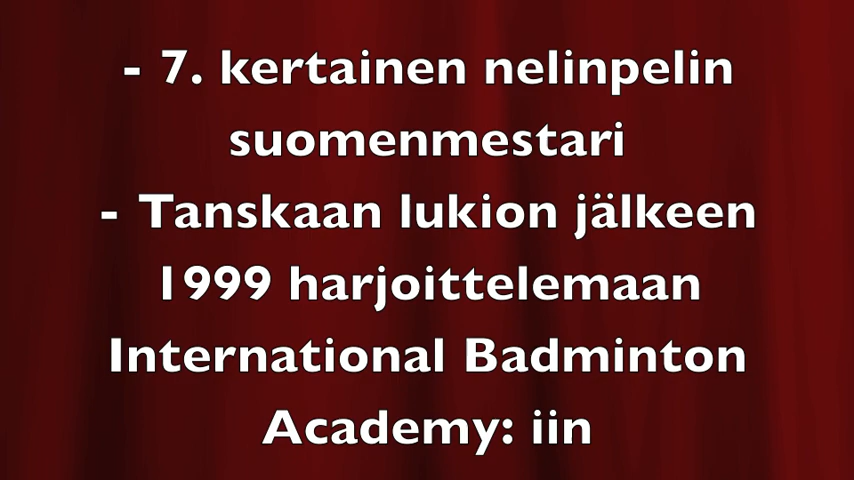 - 7. kertainen nelinpelin
suomenmestari
- Tanskaan lukion jälkeen
1999 harjoittelemaan
International Badminton
Academy: iin